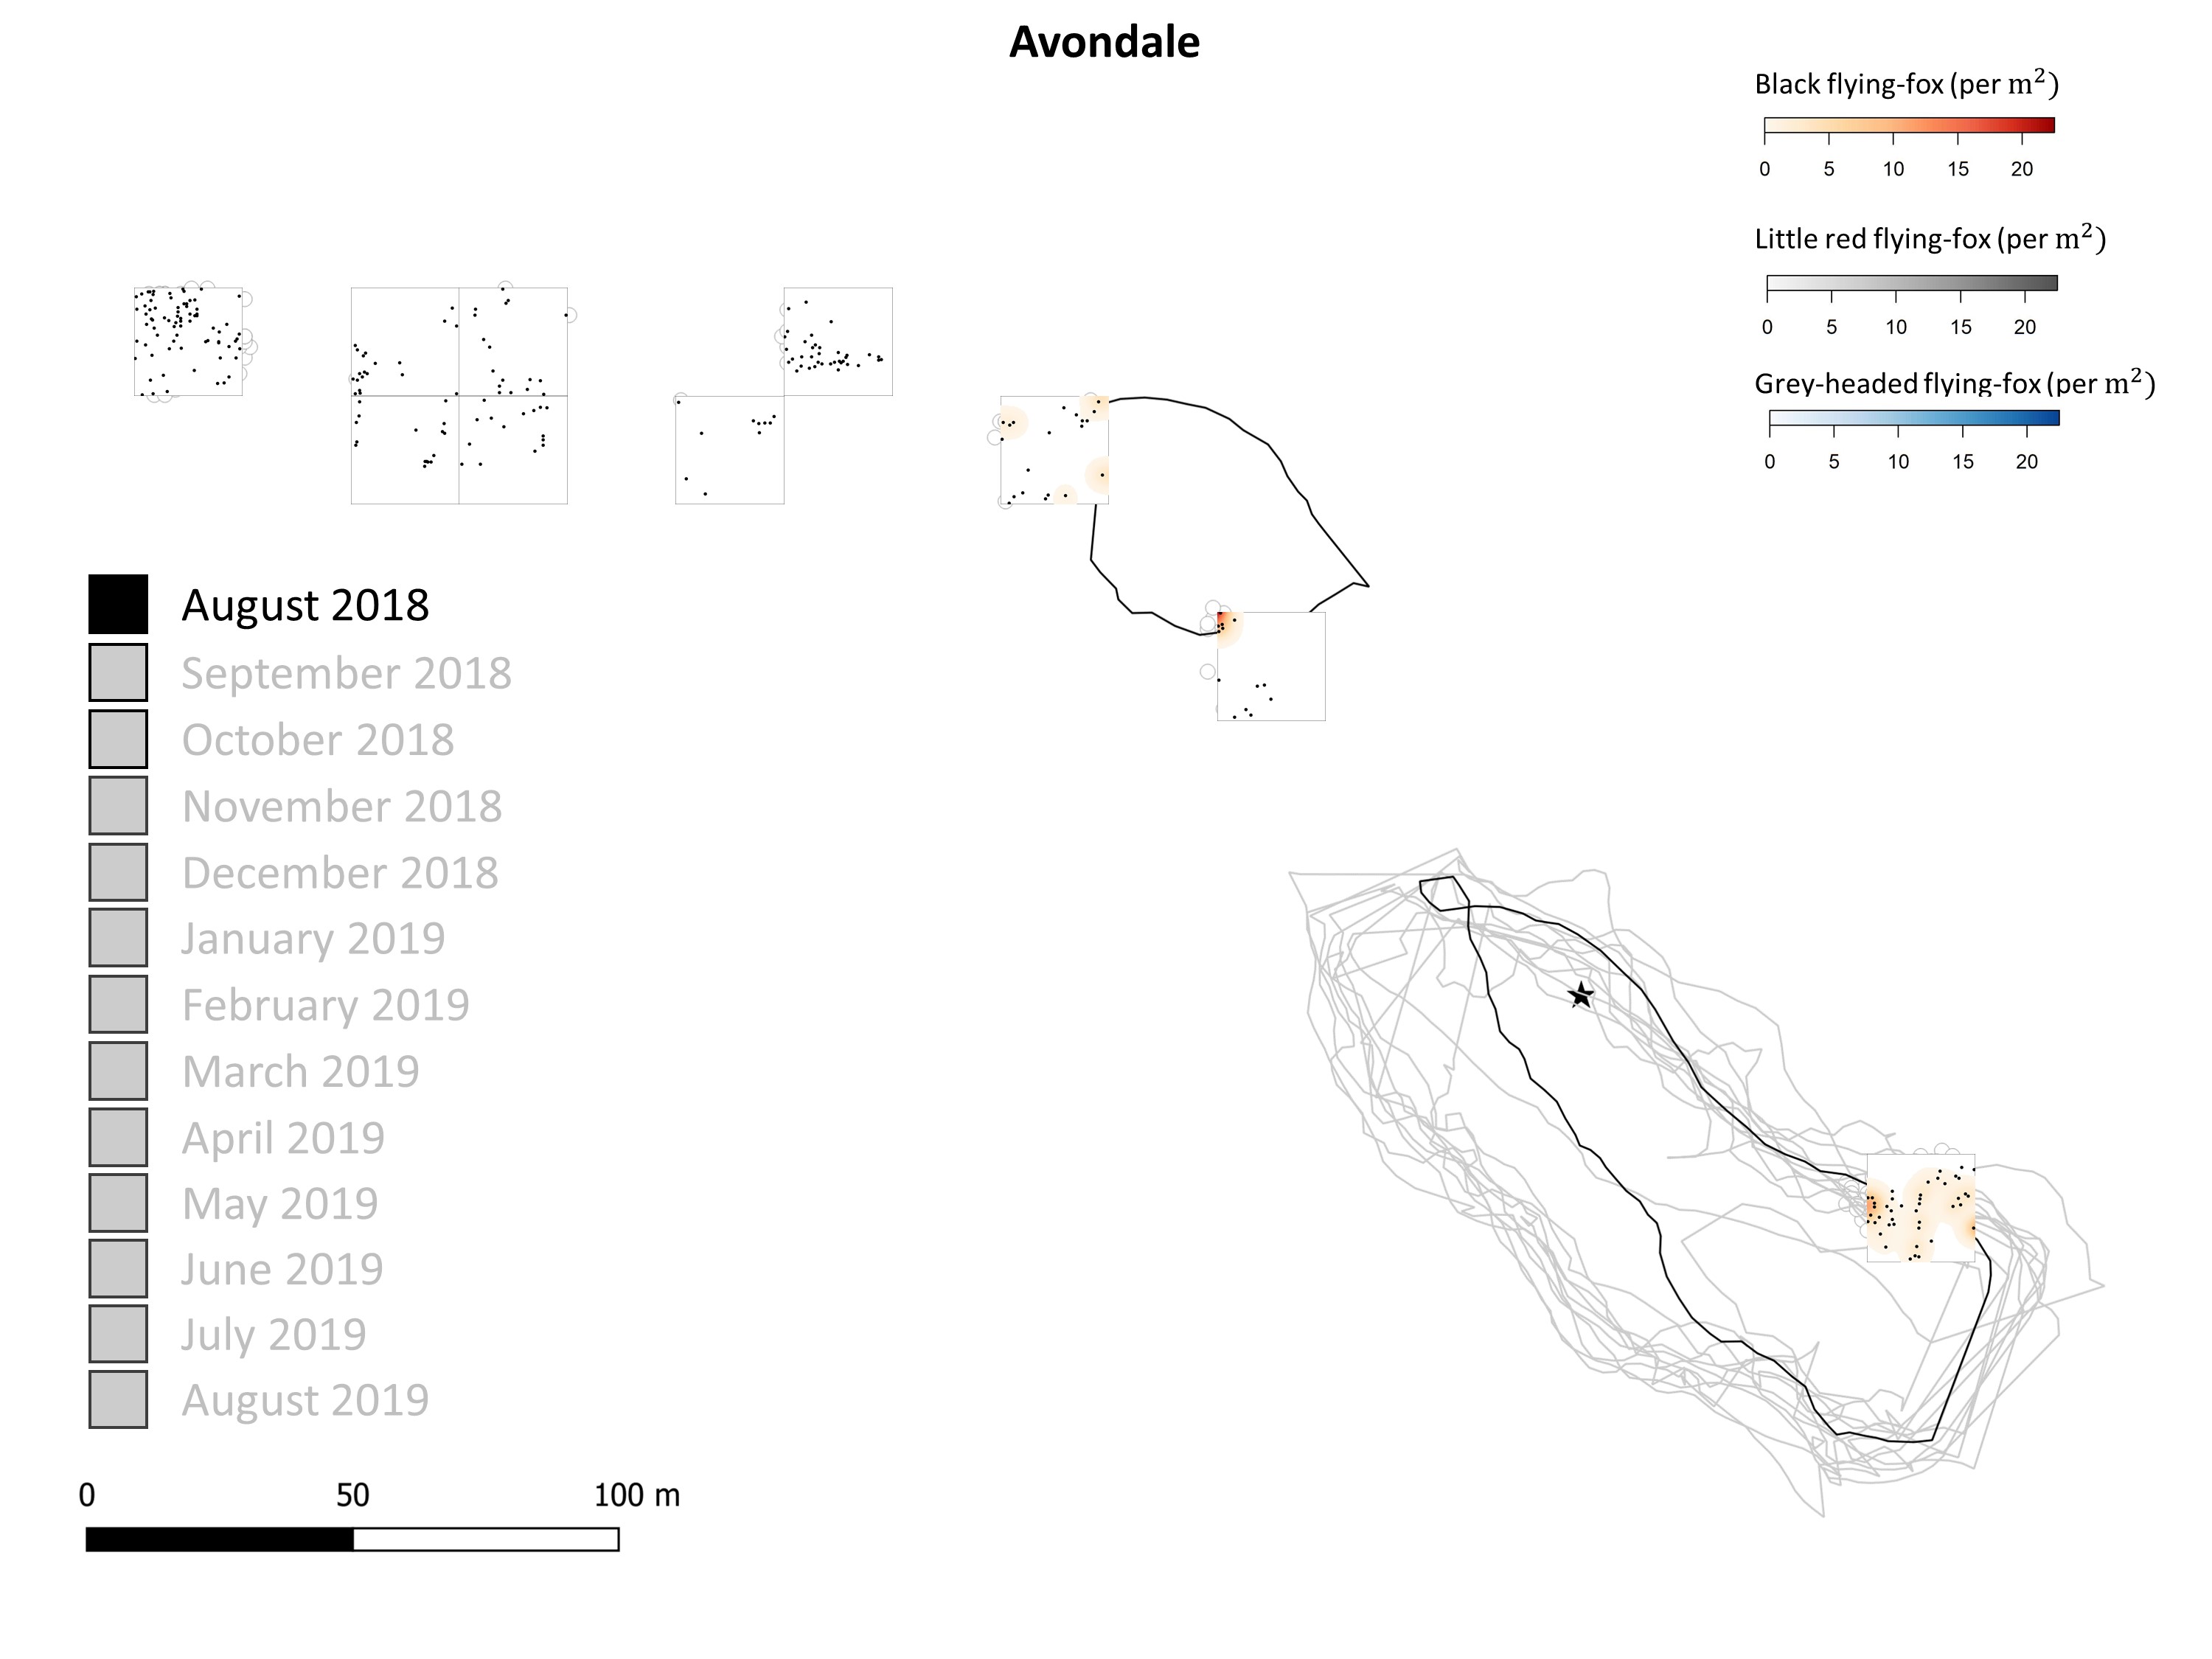 Avondale
Black flying-fox (per m²)
0 5 10 15 20
Little red flying-fox (per m²)
0 5 10 15 20
Grey-headed flying-fox (per m²)
0 5 10 15 20
August 2018
September 2018
October 2018
November 2018
December 2018
January 2019
February 2019
March 2019
April 2019
May 2019
June 2019
July 2019
August 2019
0 50 100 m